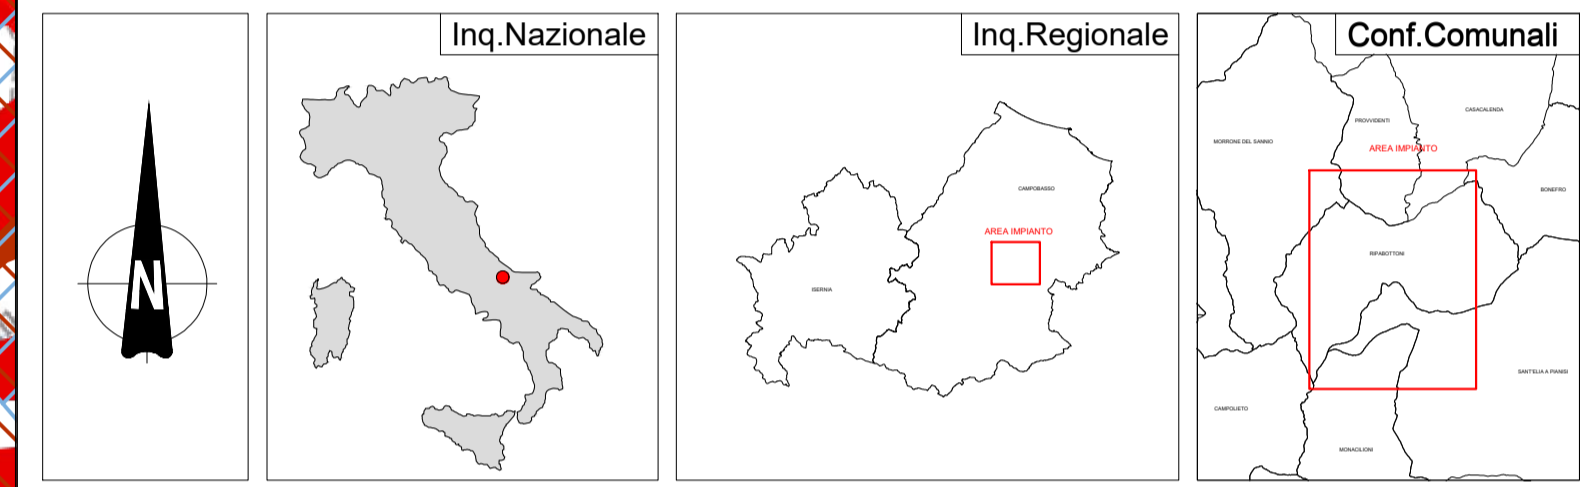 N
Inq.Nazionale
Inq.Regionale
CAMPOBASSO
AREA IMPIANTO
ISERNIA
Conf.Comunali
CASACALENDA
PROVVIDENTI
MORRONE DEL SANNIO
AREA IMPIANTO
BONEFRO
RIPABOTTONI
SANT'ELIA A PIANISI
CAMPOLIETO
MONACILIONI